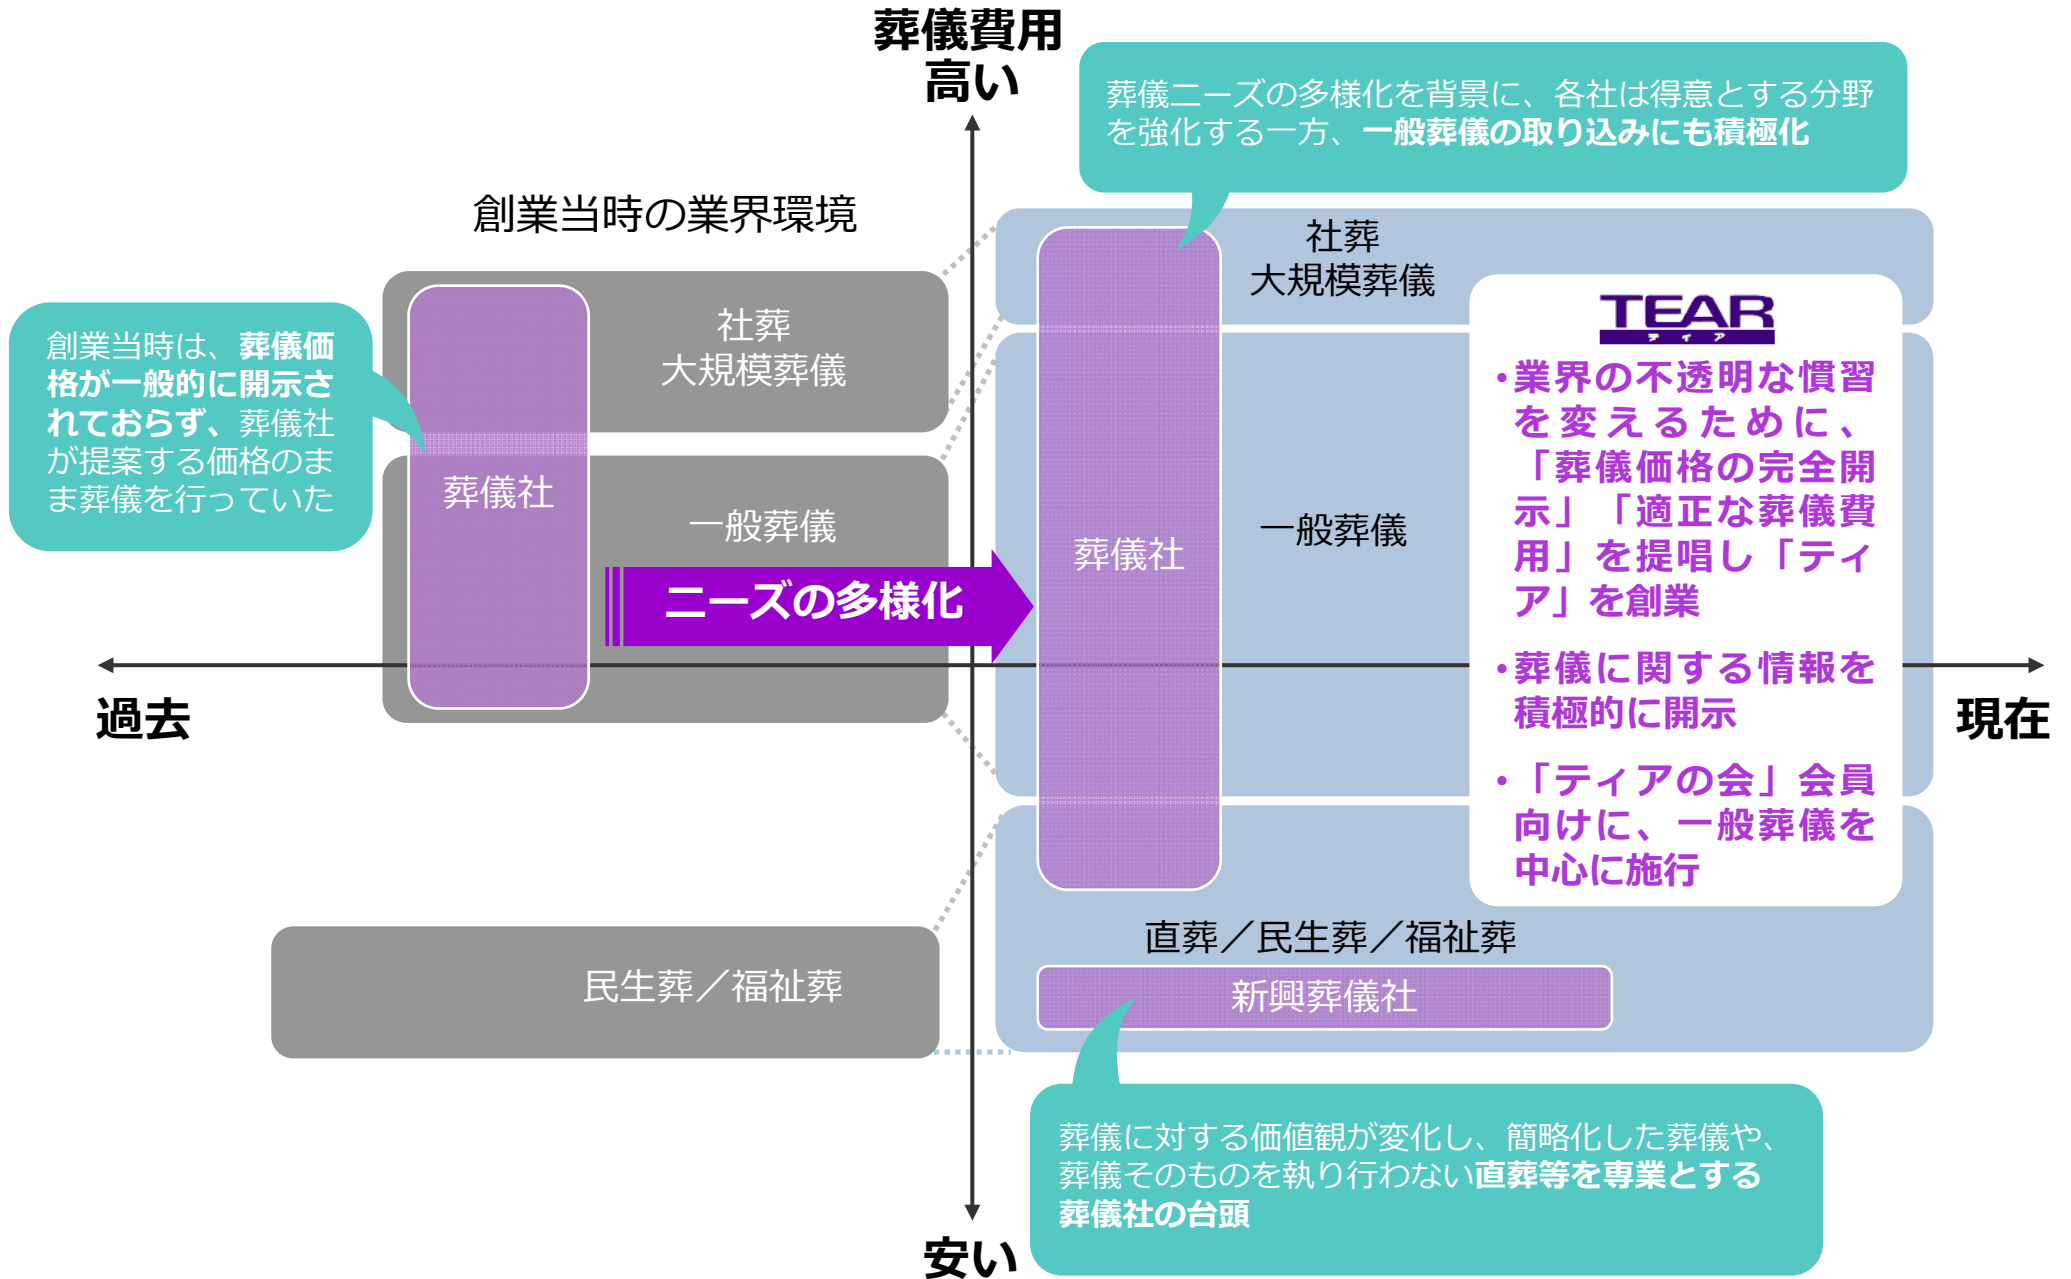 葬儀費用
高い
葬儀ニーズの多様化を背景に、各社は得意とする分野
を強化する一方、一般葬儀の取り込みにも積極化
創業当時の業界環境
社葬
大規模葬儀
創業当時は、葬儀価
格が一般的に開示さ
れておらず、葬儀社
が提案する価格のま
ま葬儀を行っていた
葬儀社
一般葬儀
ニーズの多様化
民生葬／福祉葬
社葬
大規模葬儀
葬儀社
一般葬儀
TEAR
ティア
・業界の不透明な慣習
を変えるために、
「葬儀価格の完全開
示」「適正な葬儀費
用」を提唱し「ティ
ア」を創業
・葬儀に関する情報を
積極的に開示
・「ティアの会」会員
向けに、一般葬儀を
中心に施行
過去
現在
直葬／民生葬／福祉葬
新興葬儀社
葬儀に対する価値観が変化し、簡略化した葬儀や、
葬儀そのものを執り行わない直葬等を専業とする
葬儀社の台頭
安い